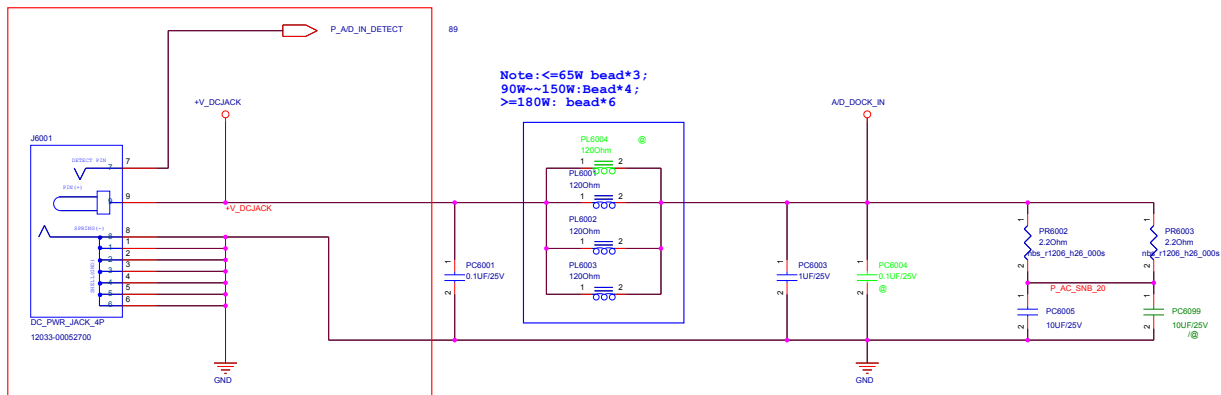 P_A/D_IN_DETECT
89
Note:<=65W bead*3;
90W~~150W:Bead*4;
>=180W: bead*6
+V_DCJACK
A/D_DOCK_IN
J6001
DETECT PIN
7
7
PIN(+)
9
9
+V_DCJACK
SPRING(-)
8
8
SHELL(GND)
1
1
2
2
3
3
4
4
5
5
6
6
DC_PWR_JACK_4P
12033-00052700
GND
1
PC6001
0.1UF/25V
2
PL6004
@
120Ohm
1
2
PL6001
120Ohm
1
2
PL6002
120Ohm
1
2
PL6003
120Ohm
1
2
1
PC6003
1UF/25V
2
1
PC6004
0.1UF/25V
2
@
GND
1
PR6002
2.2Ohm
nbs_r1206_h26_000s
2
1
PR6003
2.2Ohm
nbs_r1206_h26_000s
2
P_AC_SNB_20
1
PC6005
10UF/25V
2
1
PC6099
10UF/25V
2
/@